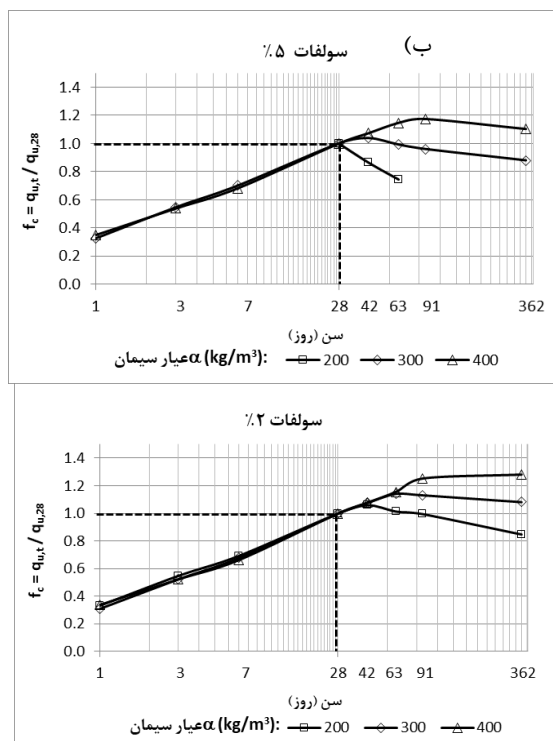 ب)
سولفات ۵٪
f_c = q_u,t / q_u,28
1.4
1.2
1.0
0.8
0.6
0.4
0.2
0.0
1 3 7 28 42 63 91 362
سن (روز)
عیار سیمانα (kg/m³): 200 300 400
سولفات ۲٪
f_c = q_u,t / q_u,28
1.4
1.2
1.0
0.8
0.6
0.4
0.2
0.0
1 3 7 28 42 63 91 362
سن (روز)
عیار سیمانα (kg/m³): 200 300 400